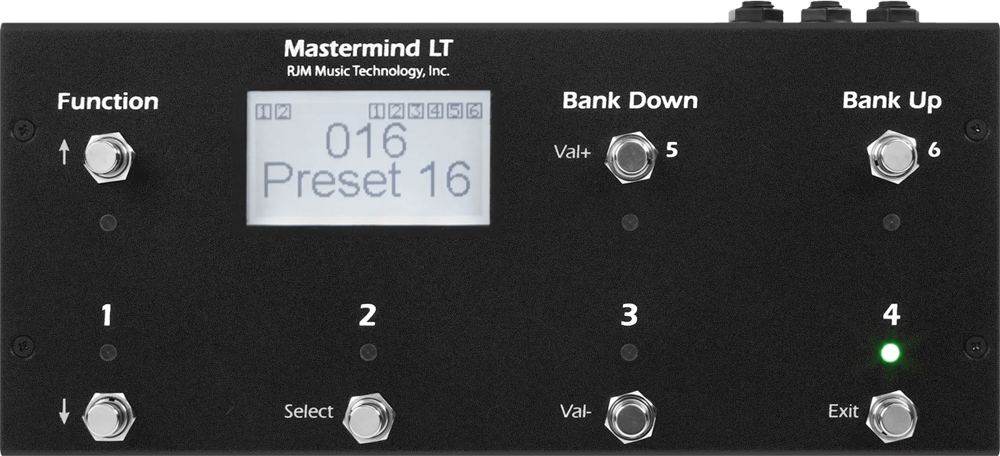 Mastermind LT
RJM Music Technology, Inc.
Function
Bank Down
Bank Up
1 2 1 2 3 4 5 6
016
Preset 16
↑
Val+
5
6
1
2
3
4
↓
Select
Val-
Exit